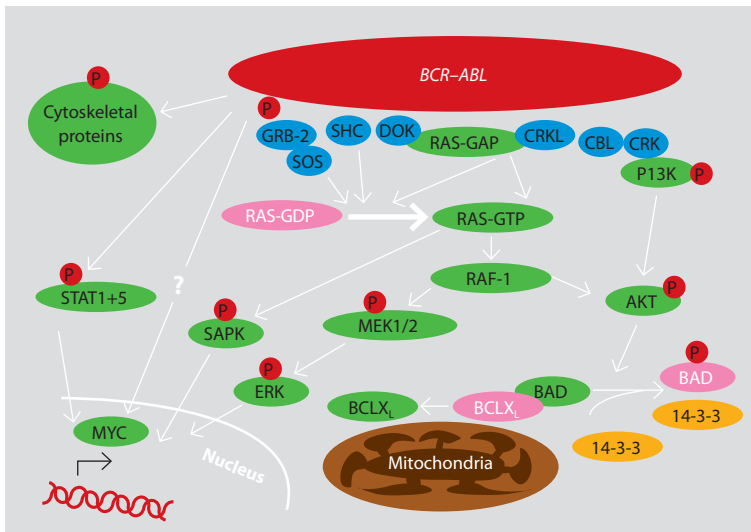 BCR–ABL
P
Cytoskeletal
proteins
P
GRB-2
SOS
SHC
DOK
RAS-GAP
CRKL
CBL
CRK
P13K
P
RAS-GDP
RAS-GTP
P
STAT1+5
?
P
SAPK
P
MEK1/2
RAF-1
AKT
P
P
ERK
BCLXL
BCLXL
BAD
P
BAD
14-3-3
14-3-3
MYC
Nucleus
Mitochondria